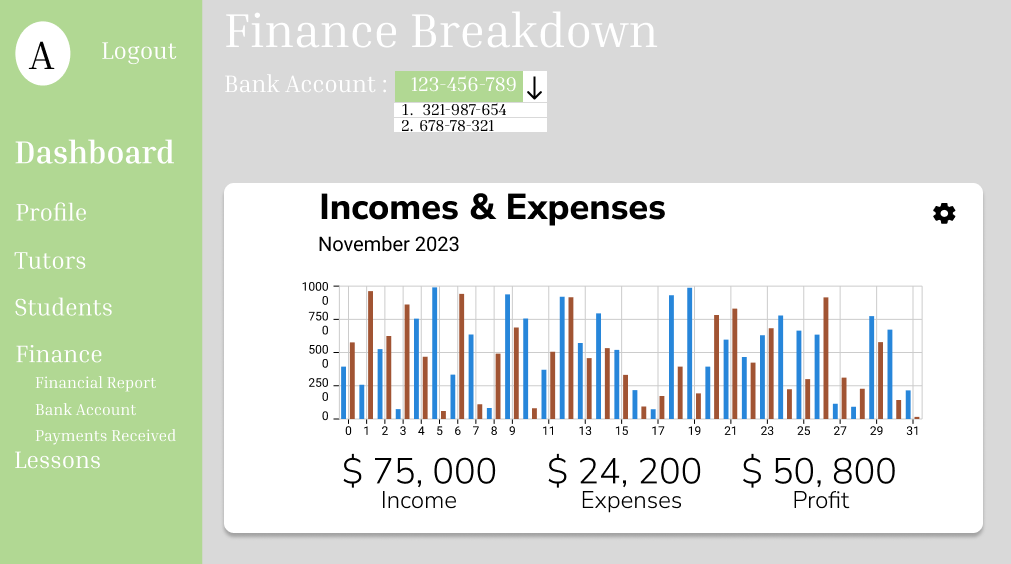 A
Logout
Dashboard
Profile
Tutors
Students
Finance
Financial Report
Bank Account
Payments Received
Lessons
Finance Breakdown
Bank Account : 123-456-789
1. 321-987-654
2. 678-78-321
Incomes & Expenses
November 2023
1000
0
750
0
500
0
250
0
0
0 1 2 3 4 5 6 7 8 9 11 13 15 17 19 21 23 25 27 29 31
$ 75, 000 $ 24, 200 $ 50, 800
Income Expenses Profit